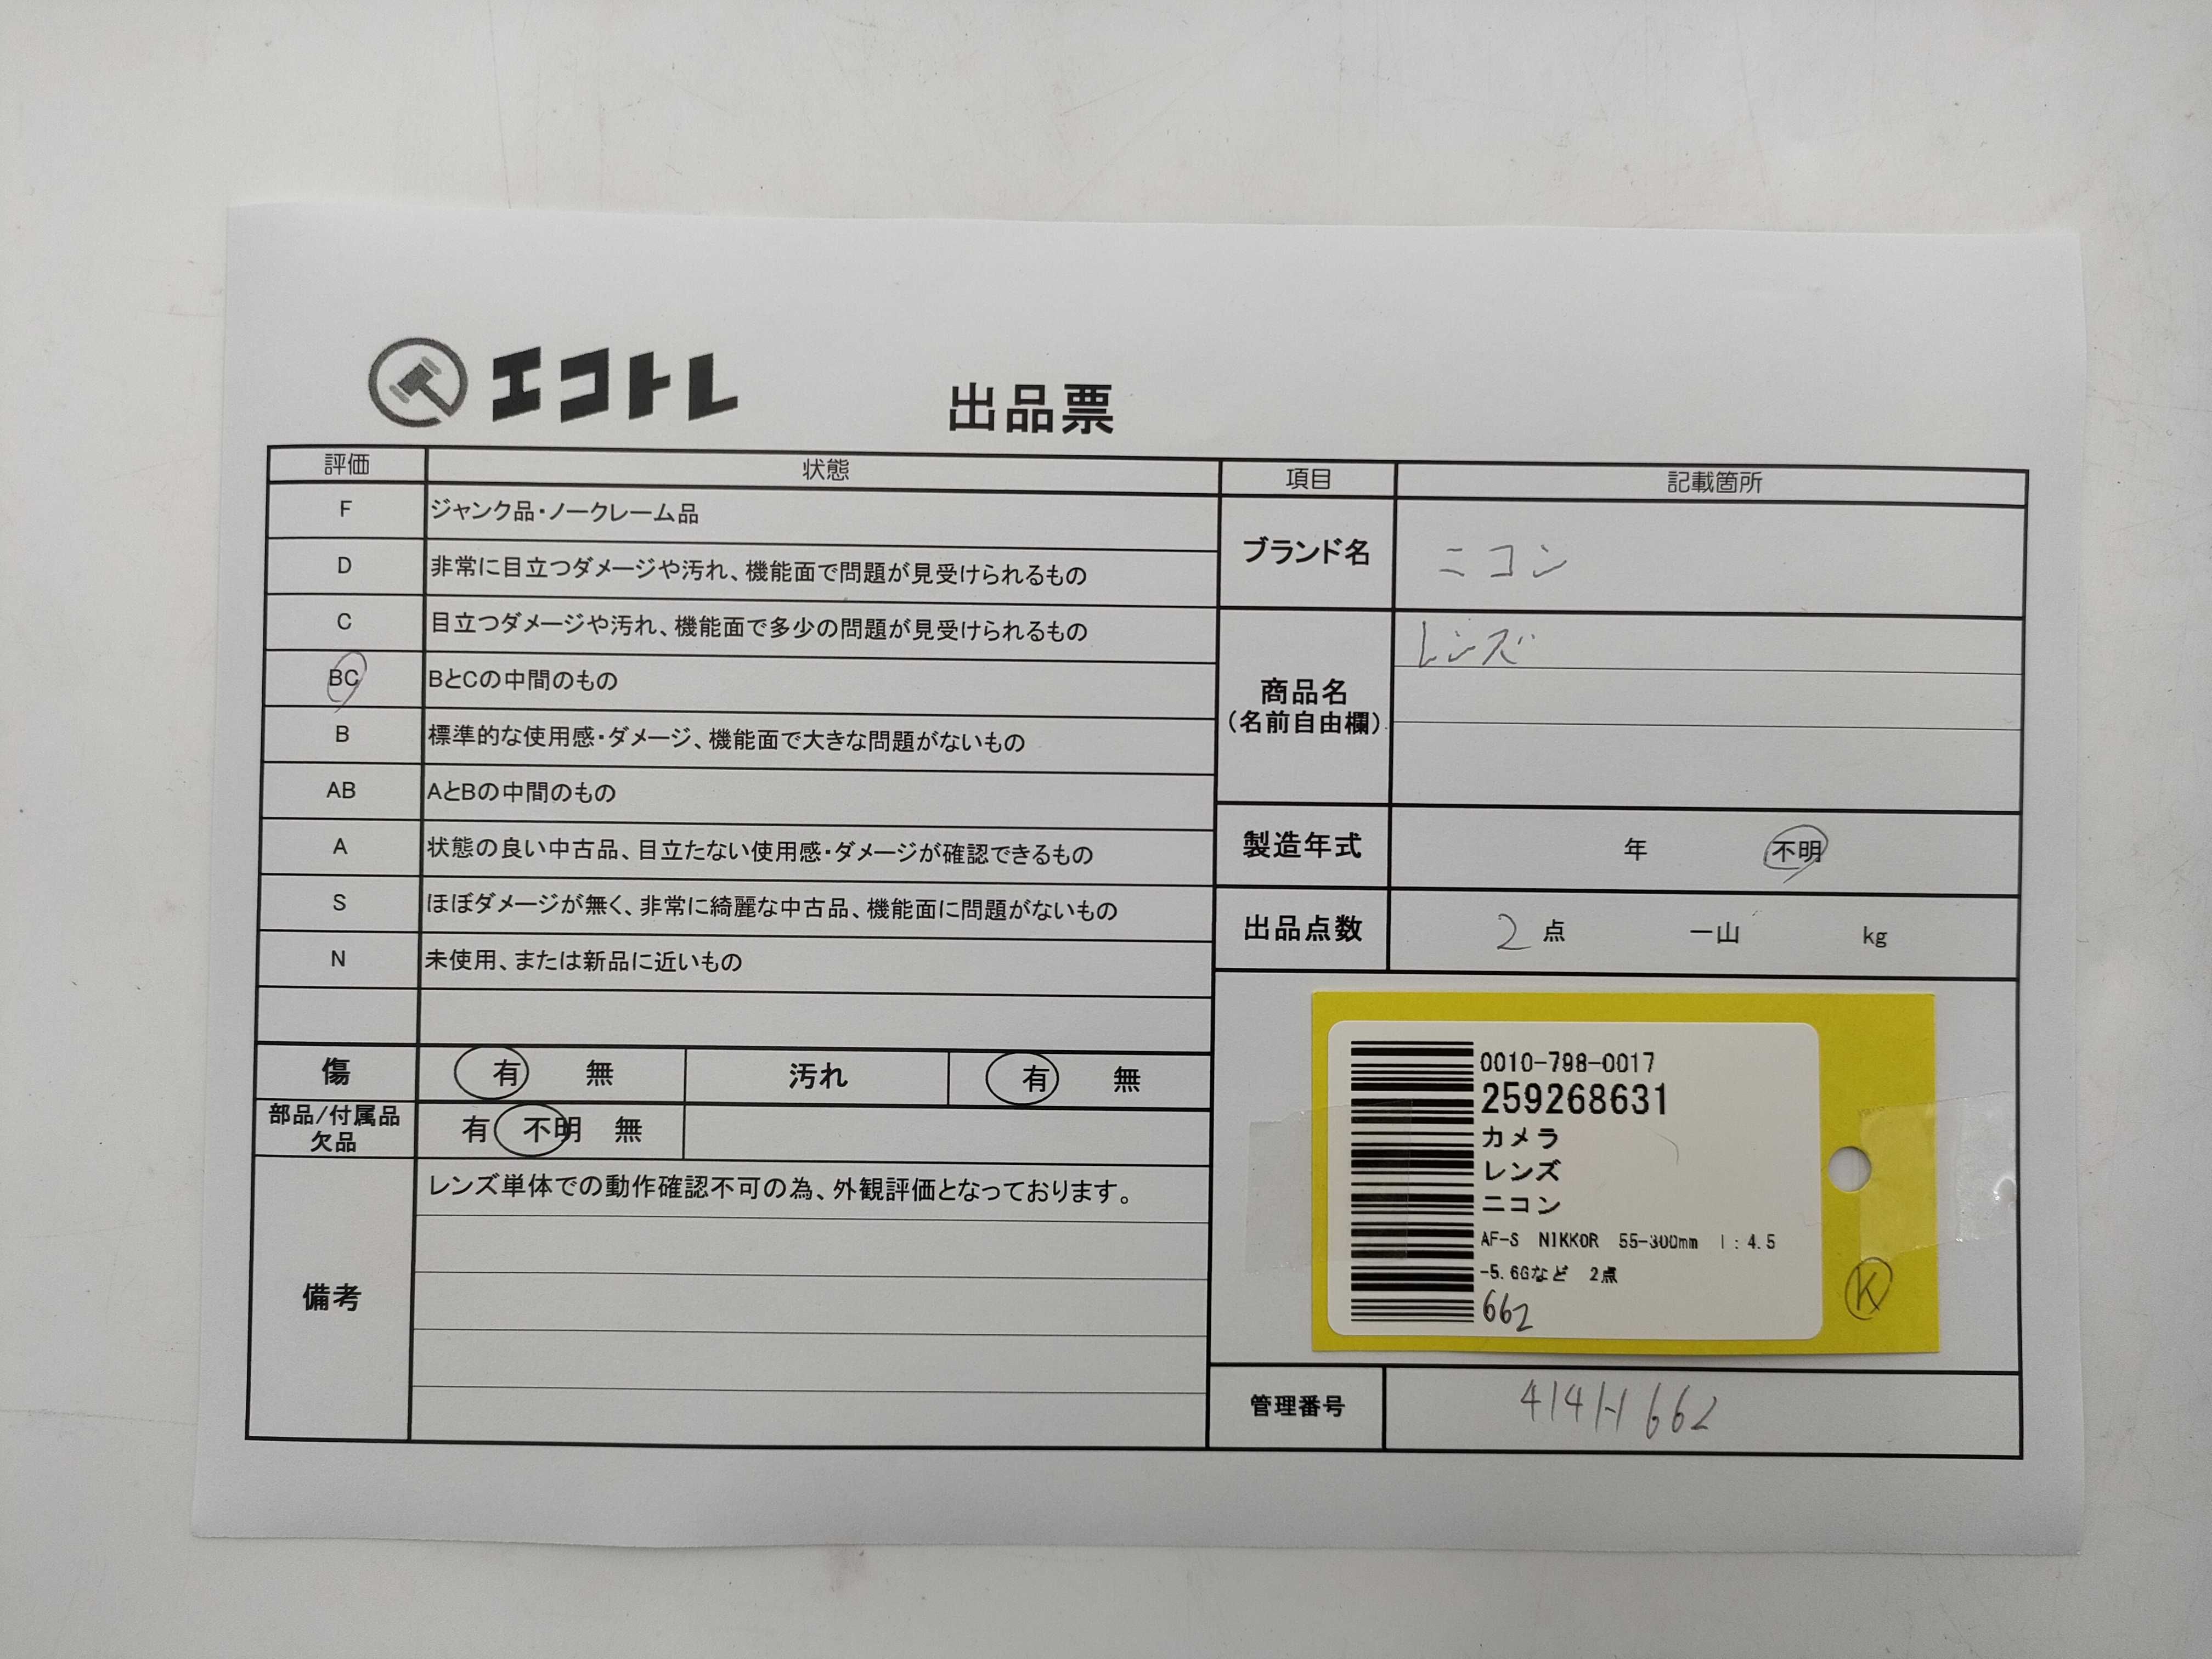 エコトレ
出品票
評価 状態
F ジャンク品・ノークレーム品
D 非常に目立つダメージや汚れ、機能面で問題が見受けられるもの
C 目立つダメージや汚れ、機能面で多少の問題が見受けられるもの
BC BとCの中間のもの
B 標準的な使用感・ダメージ、機能面で大きな問題がないもの
AB AとBの中間のもの
A 状態の良い中古品、目立たない使用感・ダメージが確認できるもの
S ほぼダメージが無く、非常に綺麗な中古品、機能面に問題がないもの
N 未使用、または新品に近いもの
傷 有 無 汚れ 有 無
部品/付属品
欠品
有 不明 無
備考
レンズ単体での動作確認不可の為、外観評価となっております。
項目 記載箇所
ブランド名 ニコン
商品名
(名前自由欄)
レンズ
製造年式 年 不明
出品点数 2点 一山 kg
0010-798-0017
259268631
カメラ
レンズ
ニコン
AF-S NIKKOR 55-300mm 1:4.5
-5.6Gなど 2点
662
K
管理番号 414H662